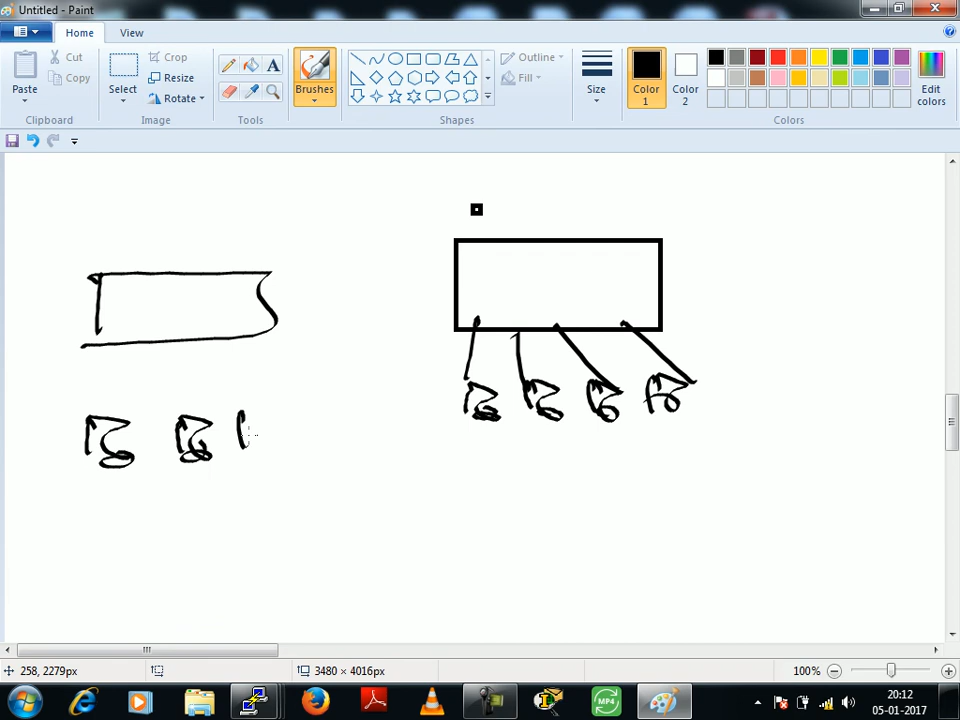 Untitled - Paint
Home View
Cut
Copy
Paste
Clipboard
Select
Crop
Resize
Rotate
Image
A
Tools
Brushes
Outline
Fill
Shapes
Size
Color 1
Color 2
Edit colors
Colors
258, 2279px
3480 × 4016px
100%
MP4
20:12
05-01-2017